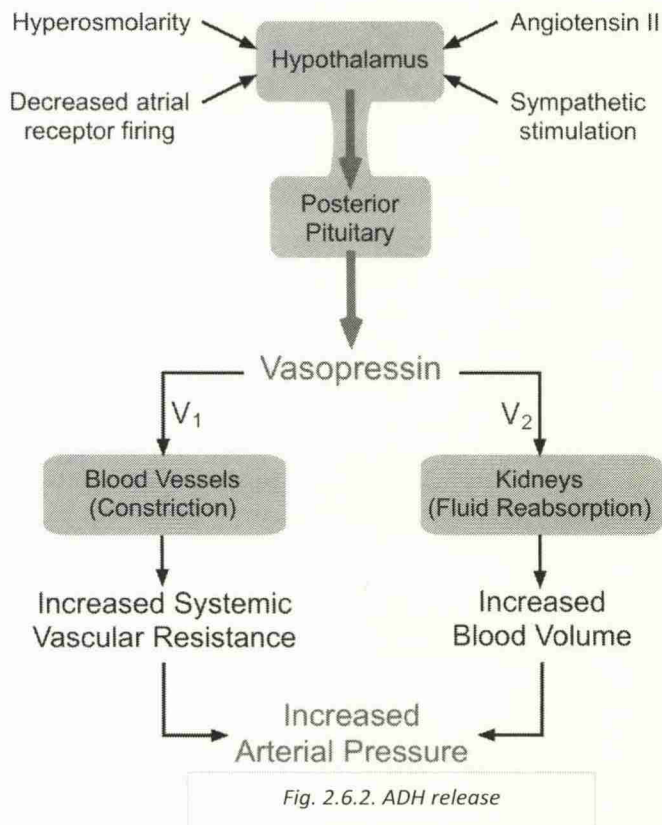 Hyperosmolarity
Angiotensin II
Hypothalamus
Decreased atrial
receptor firing
Sympathetic
stimulation
Posterior
Pituitary
Vasopressin
V1
V2
Blood Vessels
(Constriction)
Kidneys
(Fluid Reabsorption)
Increased Systemic
Vascular Resistance
Increased
Blood Volume
Increased
Arterial Pressure
Fig. 2.6.2. ADH release